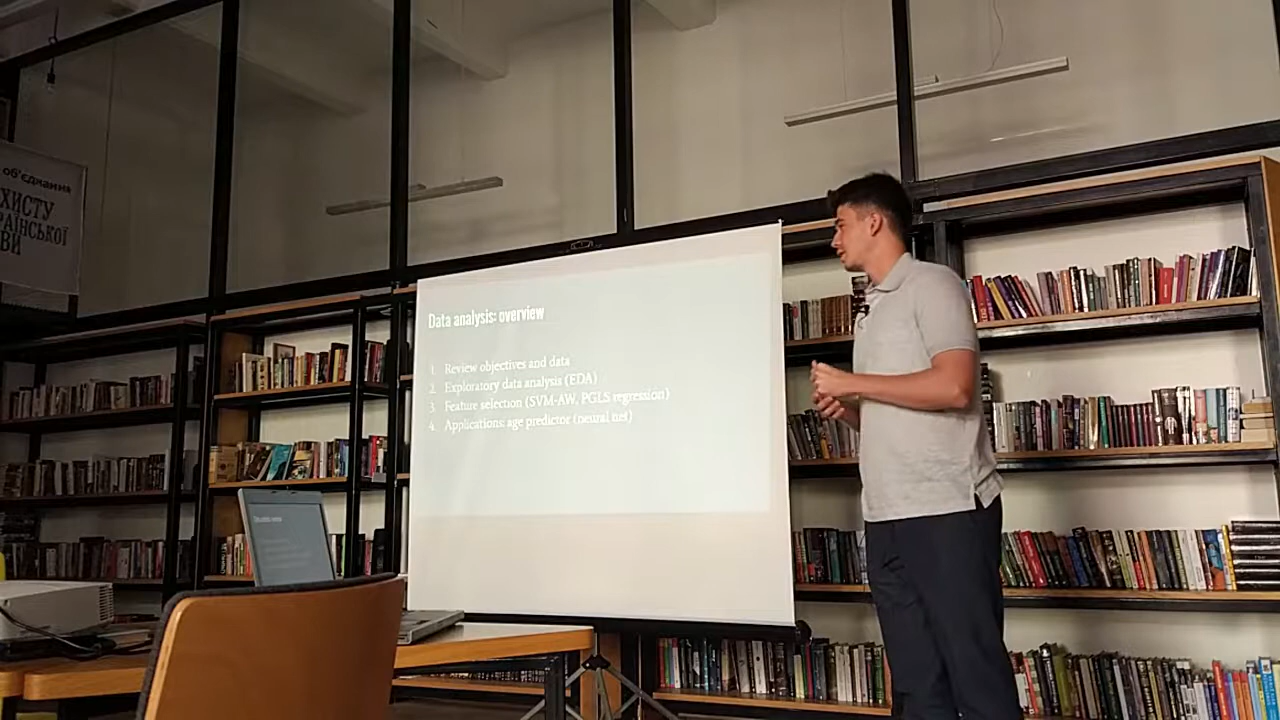 об'єднання
ХИСТУ
РАЇНСЬКОЇ
ВИ
Data analysis: overview
1. Review objectives and data
2. Exploratory data analysis (EDA)
3. Feature selection (SVM-AW, PGLS regression)
4. Applications: age predictor (neural net)